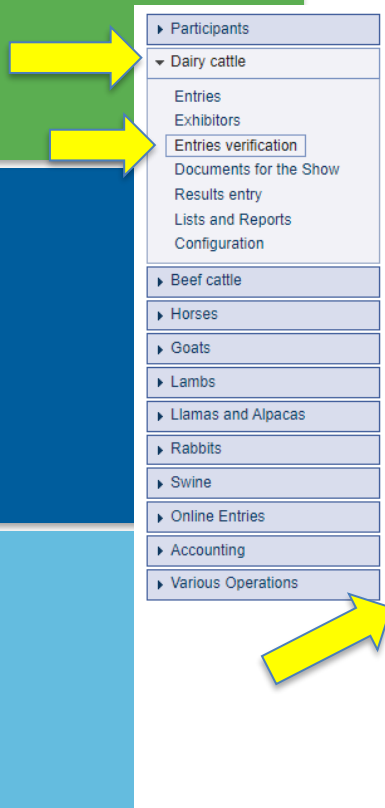 Participants
Dairy cattle
Entries
Exhibitors
Entries verification
Documents for the Show
Results entry
Lists and Reports
Configuration
Beef cattle
Horses
Goats
Lambs
Llamas and Alpacas
Rabbits
Swine
Online Entries
Accounting
Various Operations